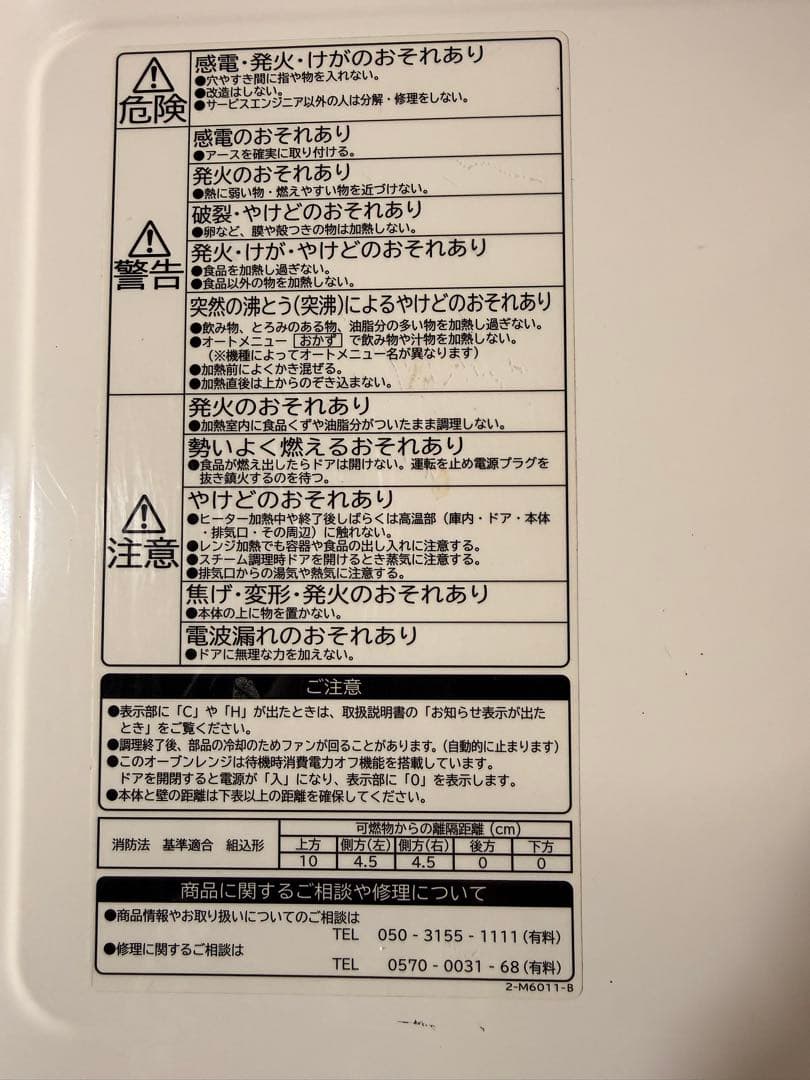 危険
感電・発火・けがのおそれあり
●穴やすき間に指や物を入れない。
●改造はしない。
●サービスエンジニア以外の人は分解・修理をしない。
警告
感電のおそれあり
●アースを確実に取り付ける。
発火のおそれあり
●熱に弱い物・燃えやすい物を近づけない。
破裂・やけどのおそれあり
●卵など、膜や殻つきの物は加熱しない。
発火・けが・やけどのおそれあり
●食品を加熱し過ぎない。
●食品以外の物を加熱しない。
突然の沸とう(突沸)によるやけどのおそれあり
●飲み物、とろみのある物、油脂分の多い物を加熱し過ぎない。
●オートメニュー おかず で飲み物や汁物を加熱しない。
(※機種によってオートメニュー名が異なります)
●加熱前によくかき混ぜる。
●加熱直後は上からのぞき込まない。
注意
発火のおそれあり
●加熱室内に食品くずや油脂分がついたまま調理しない。
勢いよく燃えるおそれあり
●食品が燃え出したらドアは開けない。運転を止め電源プラグを
抜き鎮火するのを待つ。
やけどのおそれあり
●ヒーター加熱中や終了後しばらくは高温部(庫内・ドア・本体
・排気口・その周辺)に触れない。
●レンジ加熱でも容器や食品の出し入れに注意する。
●スチーム調理時ドアを開けるとき蒸気に注意する。
●排気口からの湯気や熱気に注意する。
焦げ・変形・発火のおそれあり
●本体の上に物を置かない。
電波漏れのおそれあり
●ドアに無理な力を加えない。
ご注意
●表示部に「C」や「H」が出たときは、取扱説明書の「お知らせ表示が出た
とき」をご覧ください。
●調理終了後、部品の冷却のためファンが回ることがあります。(自動的に止まります)
●このオーブンレンジは待機時消費電力オフ機能を搭載しています。
ドアを開閉すると電源が「入」になり、表示部に「0」を表示します。
●本体と壁の距離は下表以上の距離を確保してください。
消防法 基準適合 組込形
可燃物からの離隔距離(cm)
上方 側方(左) 側方(右) 後方 下方
10 4.5 4.5 0 0
商品に関するご相談や修理について
●商品情報やお取り扱いについてのご相談は
TEL 050-3155-1111(有料)
●修理に関するご相談は
TEL 0570-0031-68(有料)
2-M6011-B